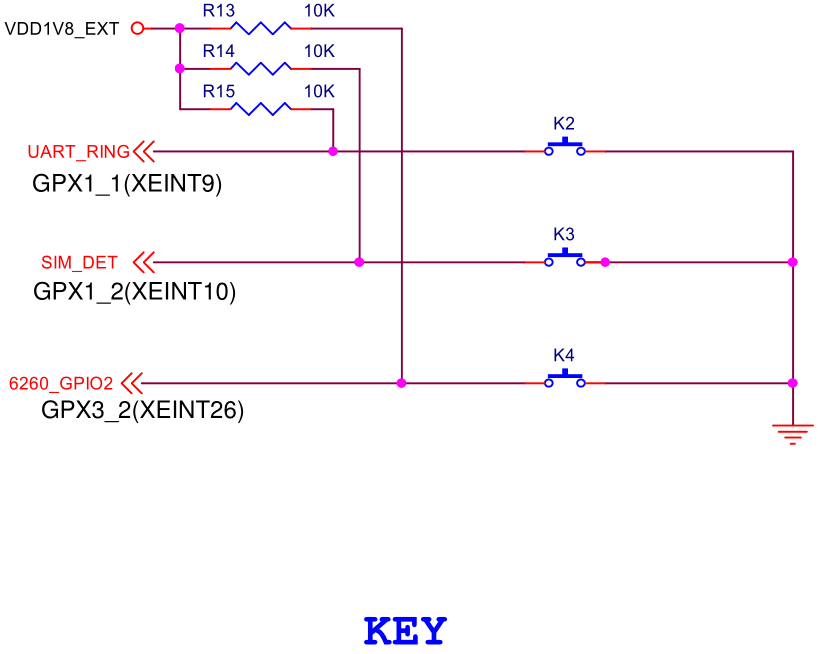 R13 10K
VDD1V8_EXT
R14 10K
R15 10K
K2
UART_RING
GPX1_1(XEINT9)
K3
SIM_DET
GPX1_2(XEINT10)
K4
6260_GPIO2
GPX3_2(XEINT26)
KEY